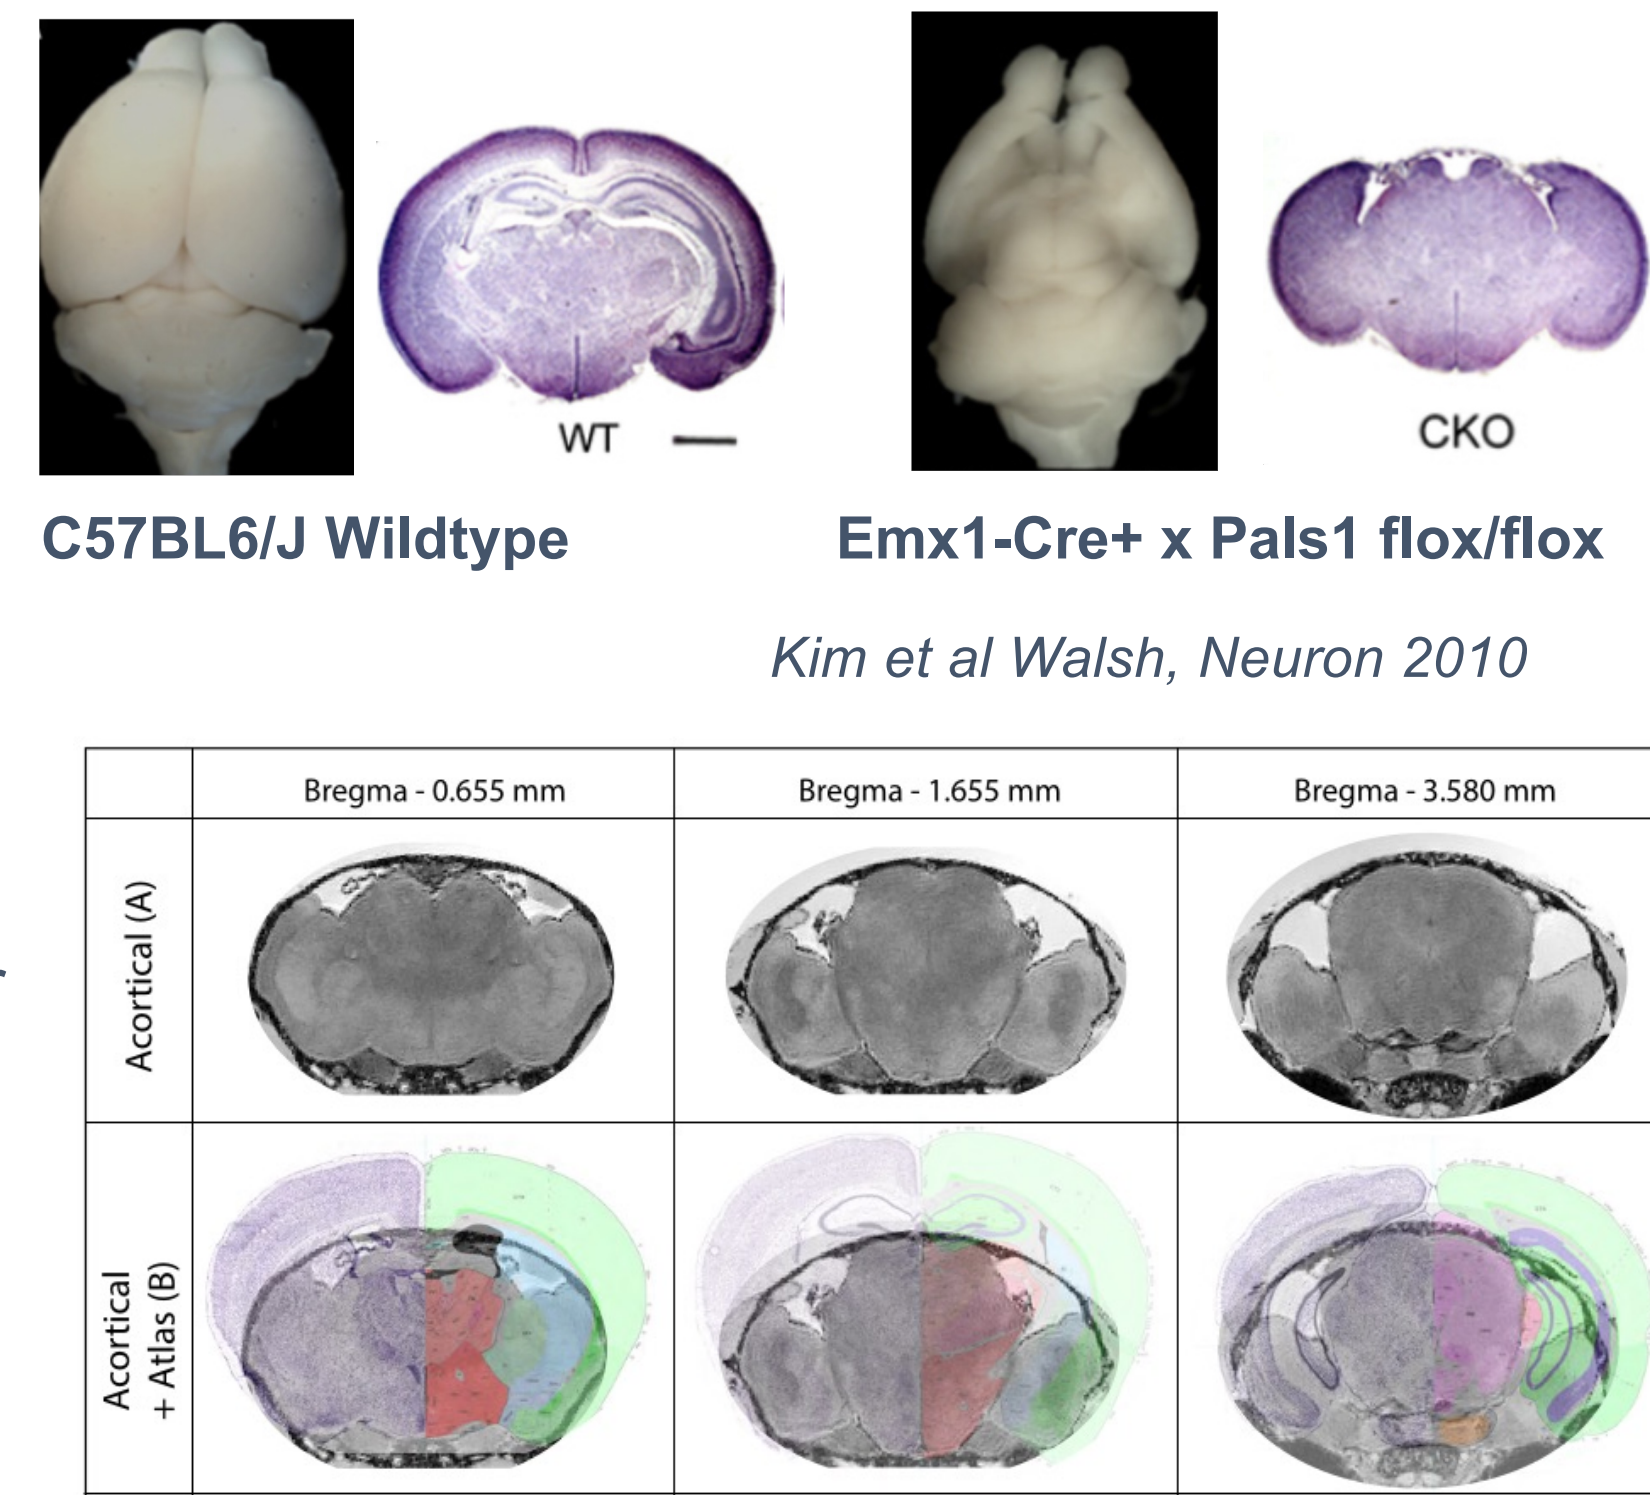 WT
CKO
C57BL6/J Wildtype
Emx1-Cre+ x Pals1 flox/flox
Kim et al Walsh, Neuron 2010
Bregma - 0.655 mm
Bregma - 1.655 mm
Bregma - 3.580 mm
Acortical (A)
Acortical
+ Atlas (B)